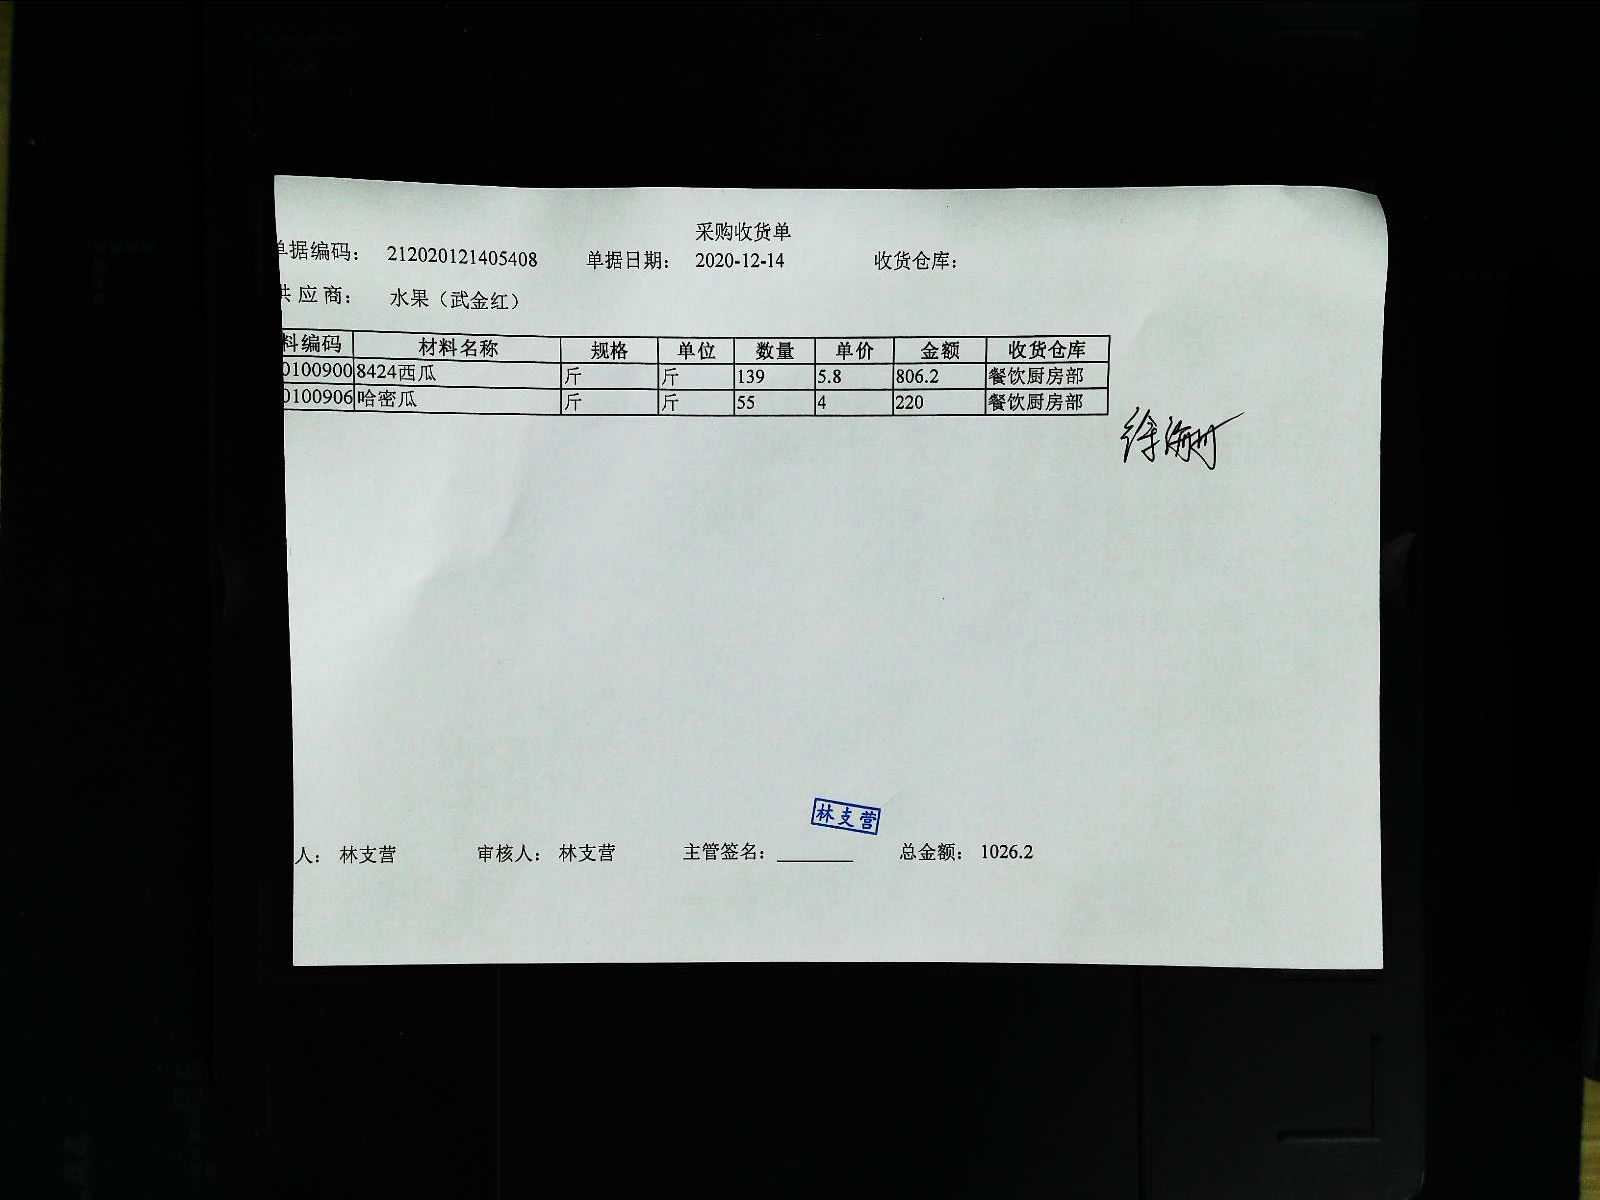 采购收货单
单据编码： 212020121405408 单据日期： 2020-12-14 收货仓库：
供应商： 水果（武金红）
料编码 材料名称 规格 单位 数量 单价 金额 收货仓库
0100900 8424西瓜 斤 斤 139 5.8 806.2 餐饮厨房部
0100906 哈密瓜 斤 斤 55 4 220 餐饮厨房部
林支营
人： 林支营 审核人： 林支营 主管签名： 总金额： 1026.2